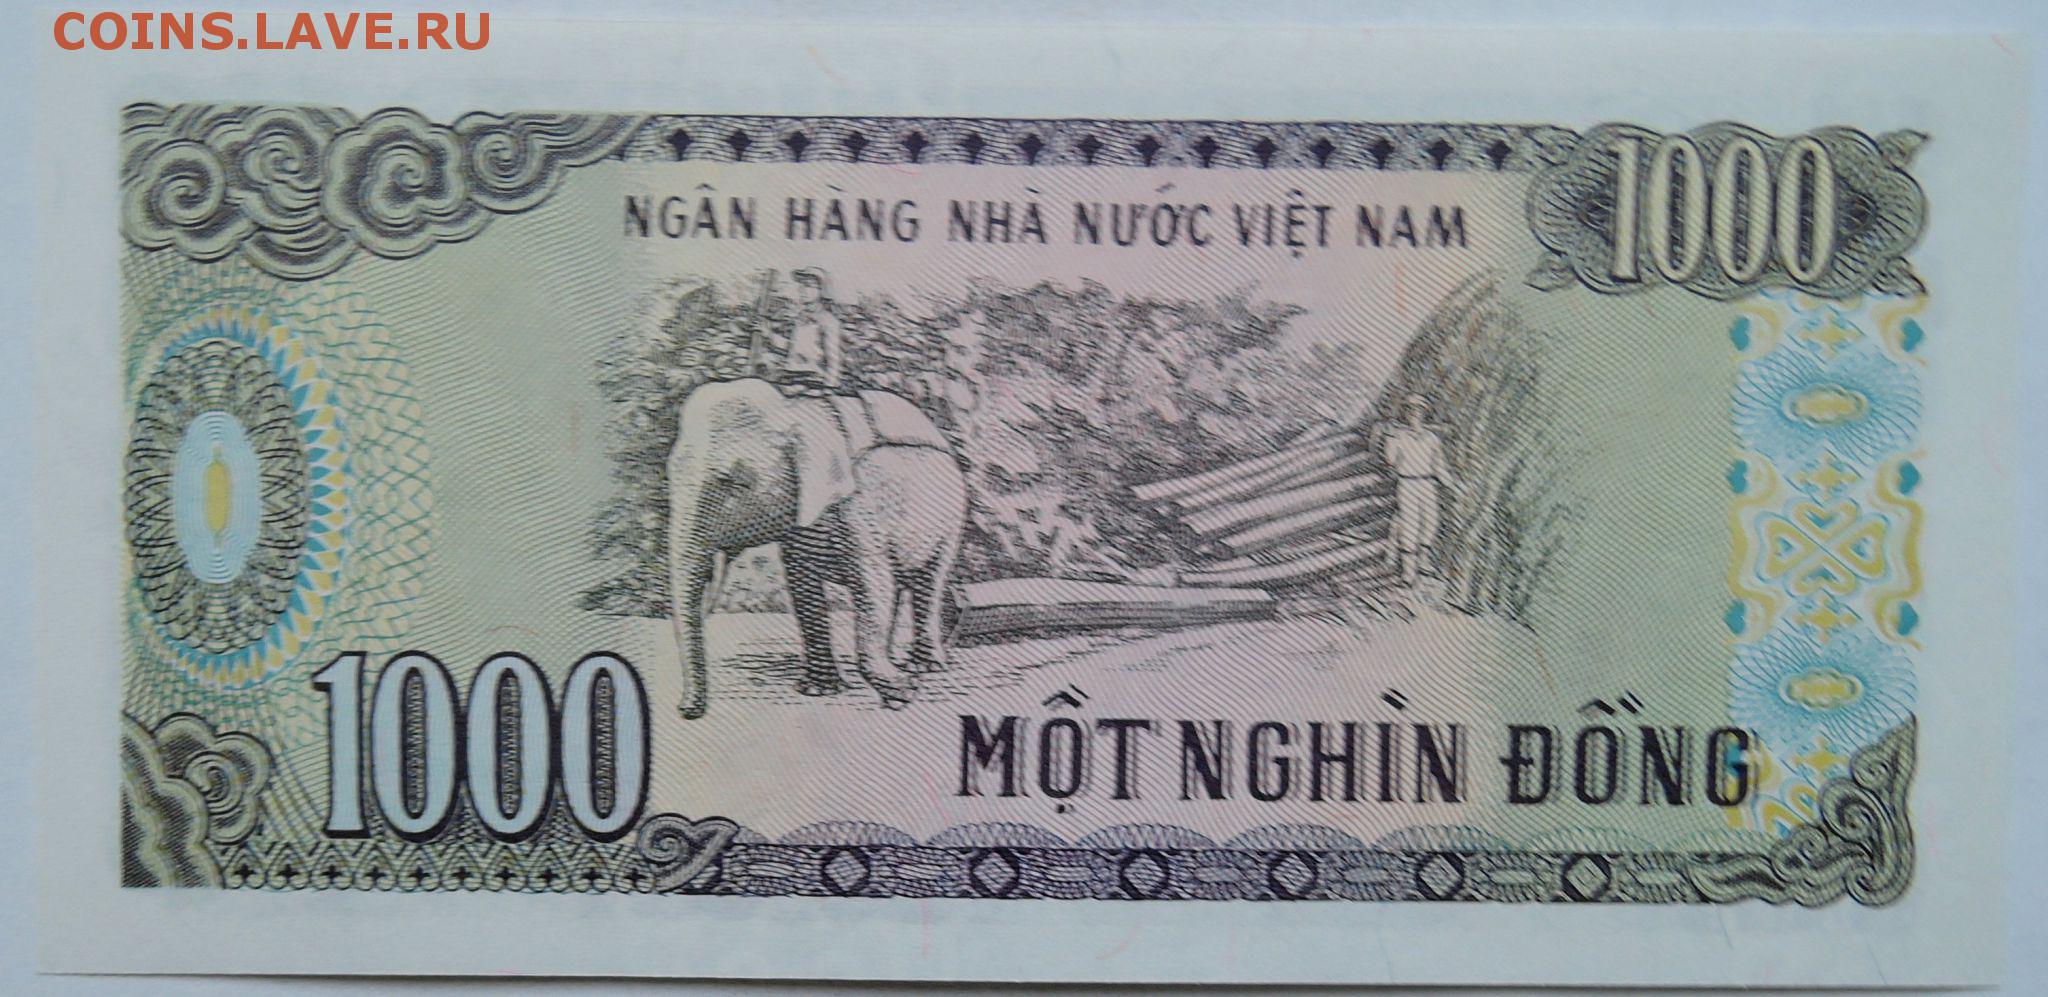 COINS.LAVE.RU
NGÂN HÀNG NHÀ NƯỚC VIỆT NAM
1000
1000
MỘT NGHÌN ĐỒNG